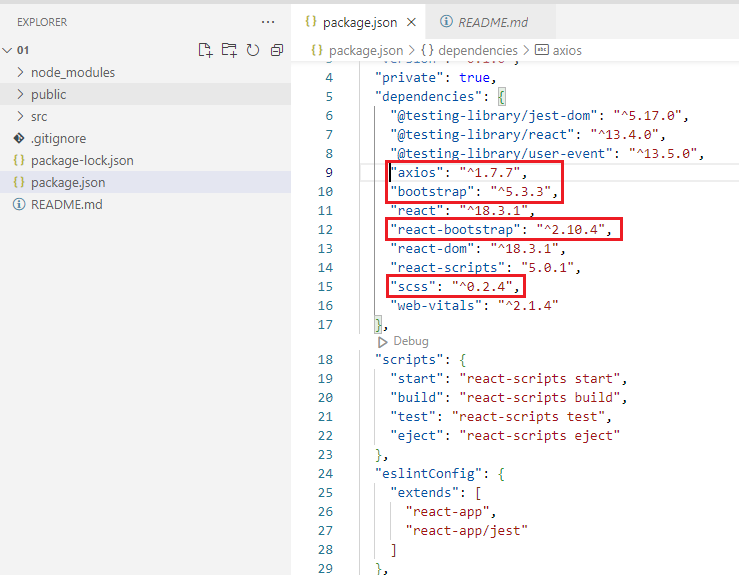 EXPLORER ...
package.json
README.md
01
package.json > {} dependencies > axios
node_modules
public
src
.gitignore
package-lock.json
package.json
README.md
4 "private": true,
5 "dependencies": {
6 "@testing-library/jest-dom": "^5.17.0",
7 "@testing-library/react": "^13.4.0",
8 "@testing-library/user-event": "^13.5.0",
9 "axios": "^1.7.7",
10 "bootstrap": "^5.3.3",
11 "react": "^18.3.1",
12 "react-bootstrap": "^2.10.4",
13 "react-dom": "^18.3.1",
14 "react-scripts": "5.0.1",
15 "scss": "^0.2.4",
16 "web-vitals": "^2.1.4"
17 },
Debug
18 "scripts": {
19 "start": "react-scripts start",
20 "build": "react-scripts build",
21 "test": "react-scripts test",
22 "eject": "react-scripts eject"
23 },
24 "eslintConfig": {
25 "extends": [
26 "react-app",
27 "react-app/jest"
28 ]
29 },